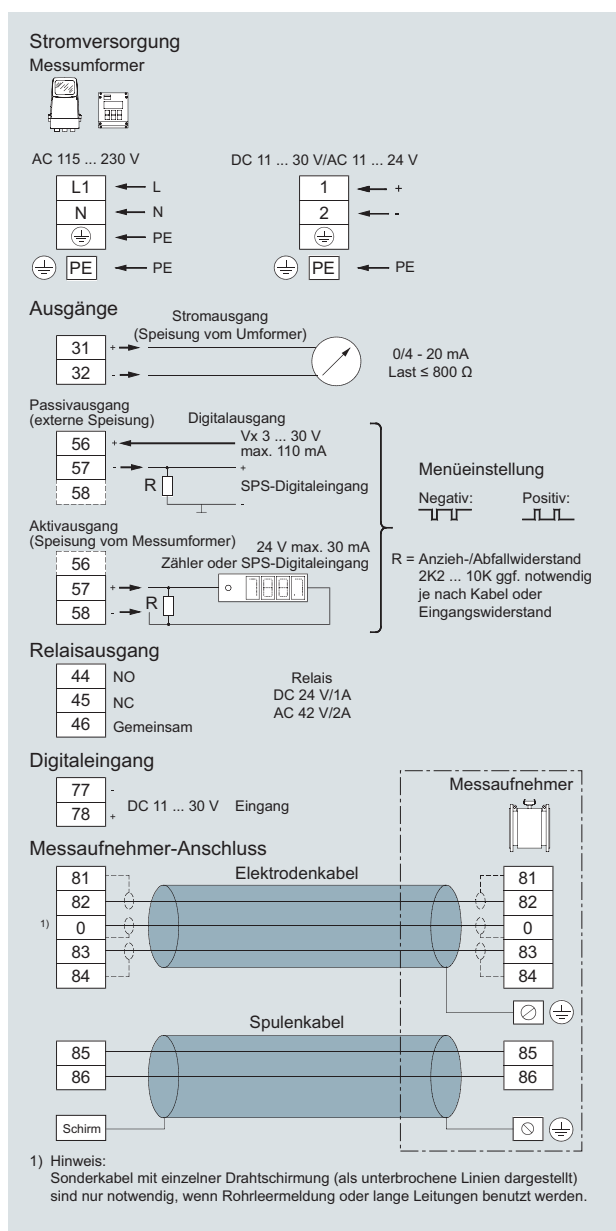 Stromversorgung
Messumformer
AC 115 ... 230 V
DC 11 ... 30 V/AC 11 ... 24 V
L1 L
N N
PE
PE PE
1 +
2 -
PE PE
Ausgänge
Stromausgang
(Speisung vom Umformer)
31 +
32 -
0/4 - 20 mA
Last ≤ 800 Ω
Passivausgang
(externe Speisung)
Digitalausgang
56 +
57 -
58
Vx 3 ... 30 V
max. 110 mA
+
R
SPS-Digitaleingang
-
Menüeinstellung
Negativ: Positiv:
R = Anzieh-/Abfallwiderstand
2K2 ... 10K ggf. notwendig
je nach Kabel oder
Eingangswiderstand
Aktivausgang
(Speisung vom Messumformer)
24 V max. 30 mA
Zähler oder SPS-Digitaleingang
56
57 +
58 -
R
Relaisausgang
44 NO
45 NC
46 Gemeinsam
Relais
DC 24 V/1A
AC 42 V/2A
Digitaleingang
77 -
78 +
DC 11 ... 30 V Eingang
Messaufnehmer
Messaufnehmer-Anschluss
Elektrodenkabel
81 81
82 82
1) 0 0
83 83
84 84
Spulenkabel
85 85
86 86
Schirm
1) Hinweis:
Sonderkabel mit einzelner Drahtschirmung (als unterbrochene Linien dargestellt)
sind nur notwendig, wenn Rohrleermeldung oder lange Leitungen benutzt werden.